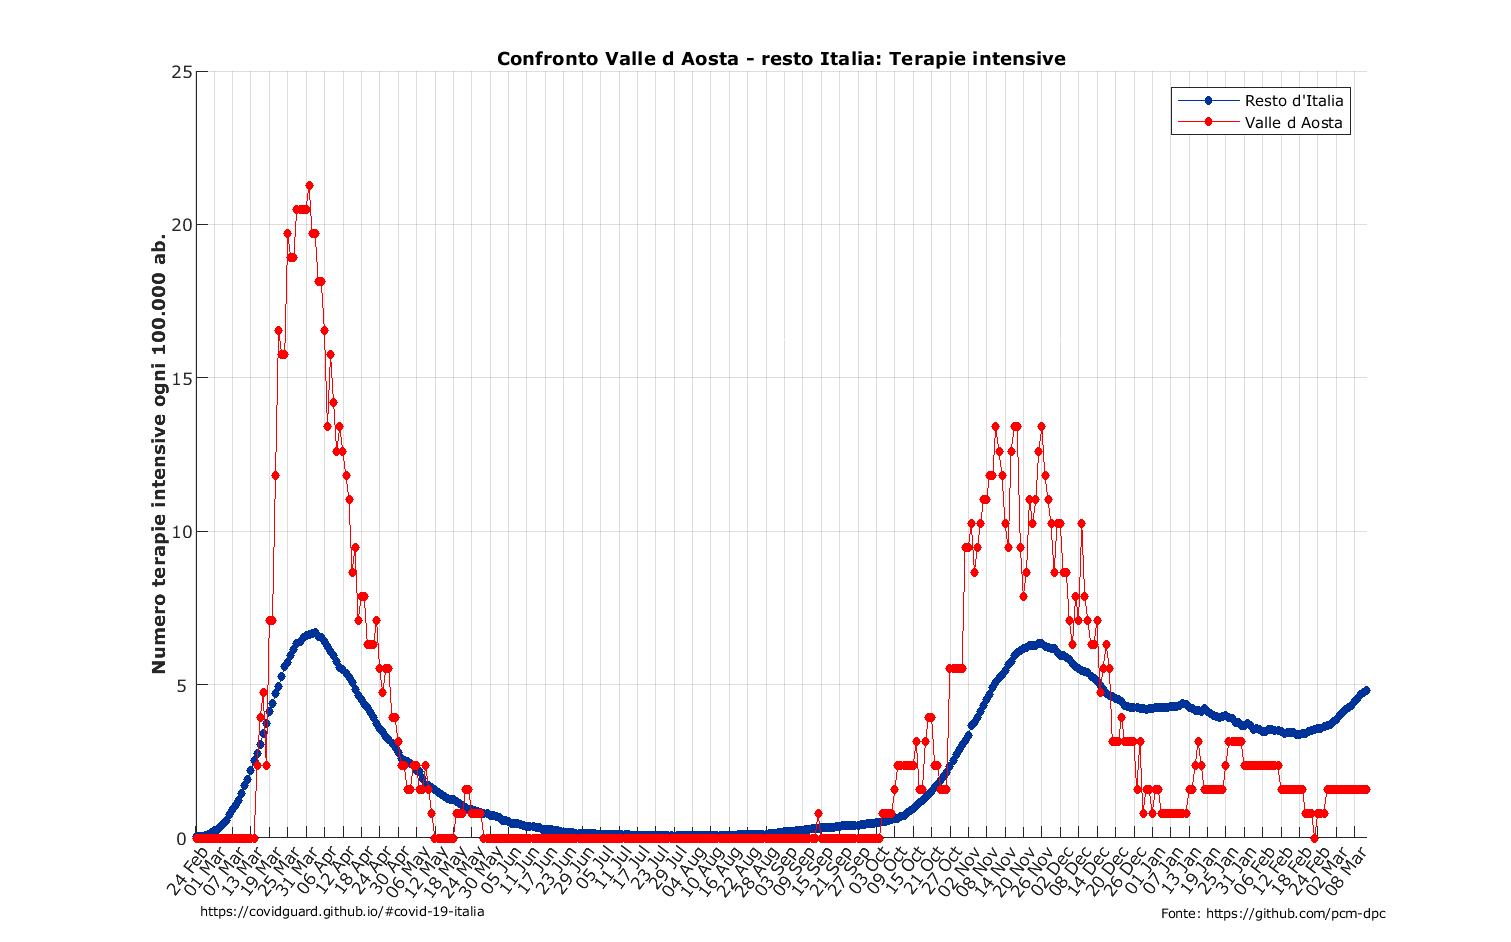 Confronto Valle d Aosta - resto Italia: Terapie intensive
Resto d'Italia
Valle d Aosta
Numero terapie intensive ogni 100.000 ab.
25
20
15
10
5
0
24 Feb
01 Mar
07 Mar
13 Mar
19 Mar
25 Mar
31 Mar
06 Apr
12 Apr
18 Apr
24 Apr
30 Apr
06 May
12 May
18 May
24 May
30 May
05 Jun
11 Jun
17 Jun
23 Jun
29 Jun
05 Jul
11 Jul
17 Jul
23 Jul
29 Jul
04 Aug
10 Aug
16 Aug
22 Aug
28 Aug
03 Sep
09 Sep
15 Sep
21 Sep
27 Sep
03 Oct
09 Oct
15 Oct
21 Oct
27 Oct
02 Nov
08 Nov
14 Nov
20 Nov
26 Nov
02 Dec
08 Dec
14 Dec
20 Dec
26 Dec
01 Jan
07 Jan
13 Jan
19 Jan
25 Jan
31 Jan
06 Feb
12 Feb
18 Feb
24 Feb
02 Mar
08 Mar
https://covidguard.github.io/#covid-19-italia
Fonte: https://github.com/pcm-dpc